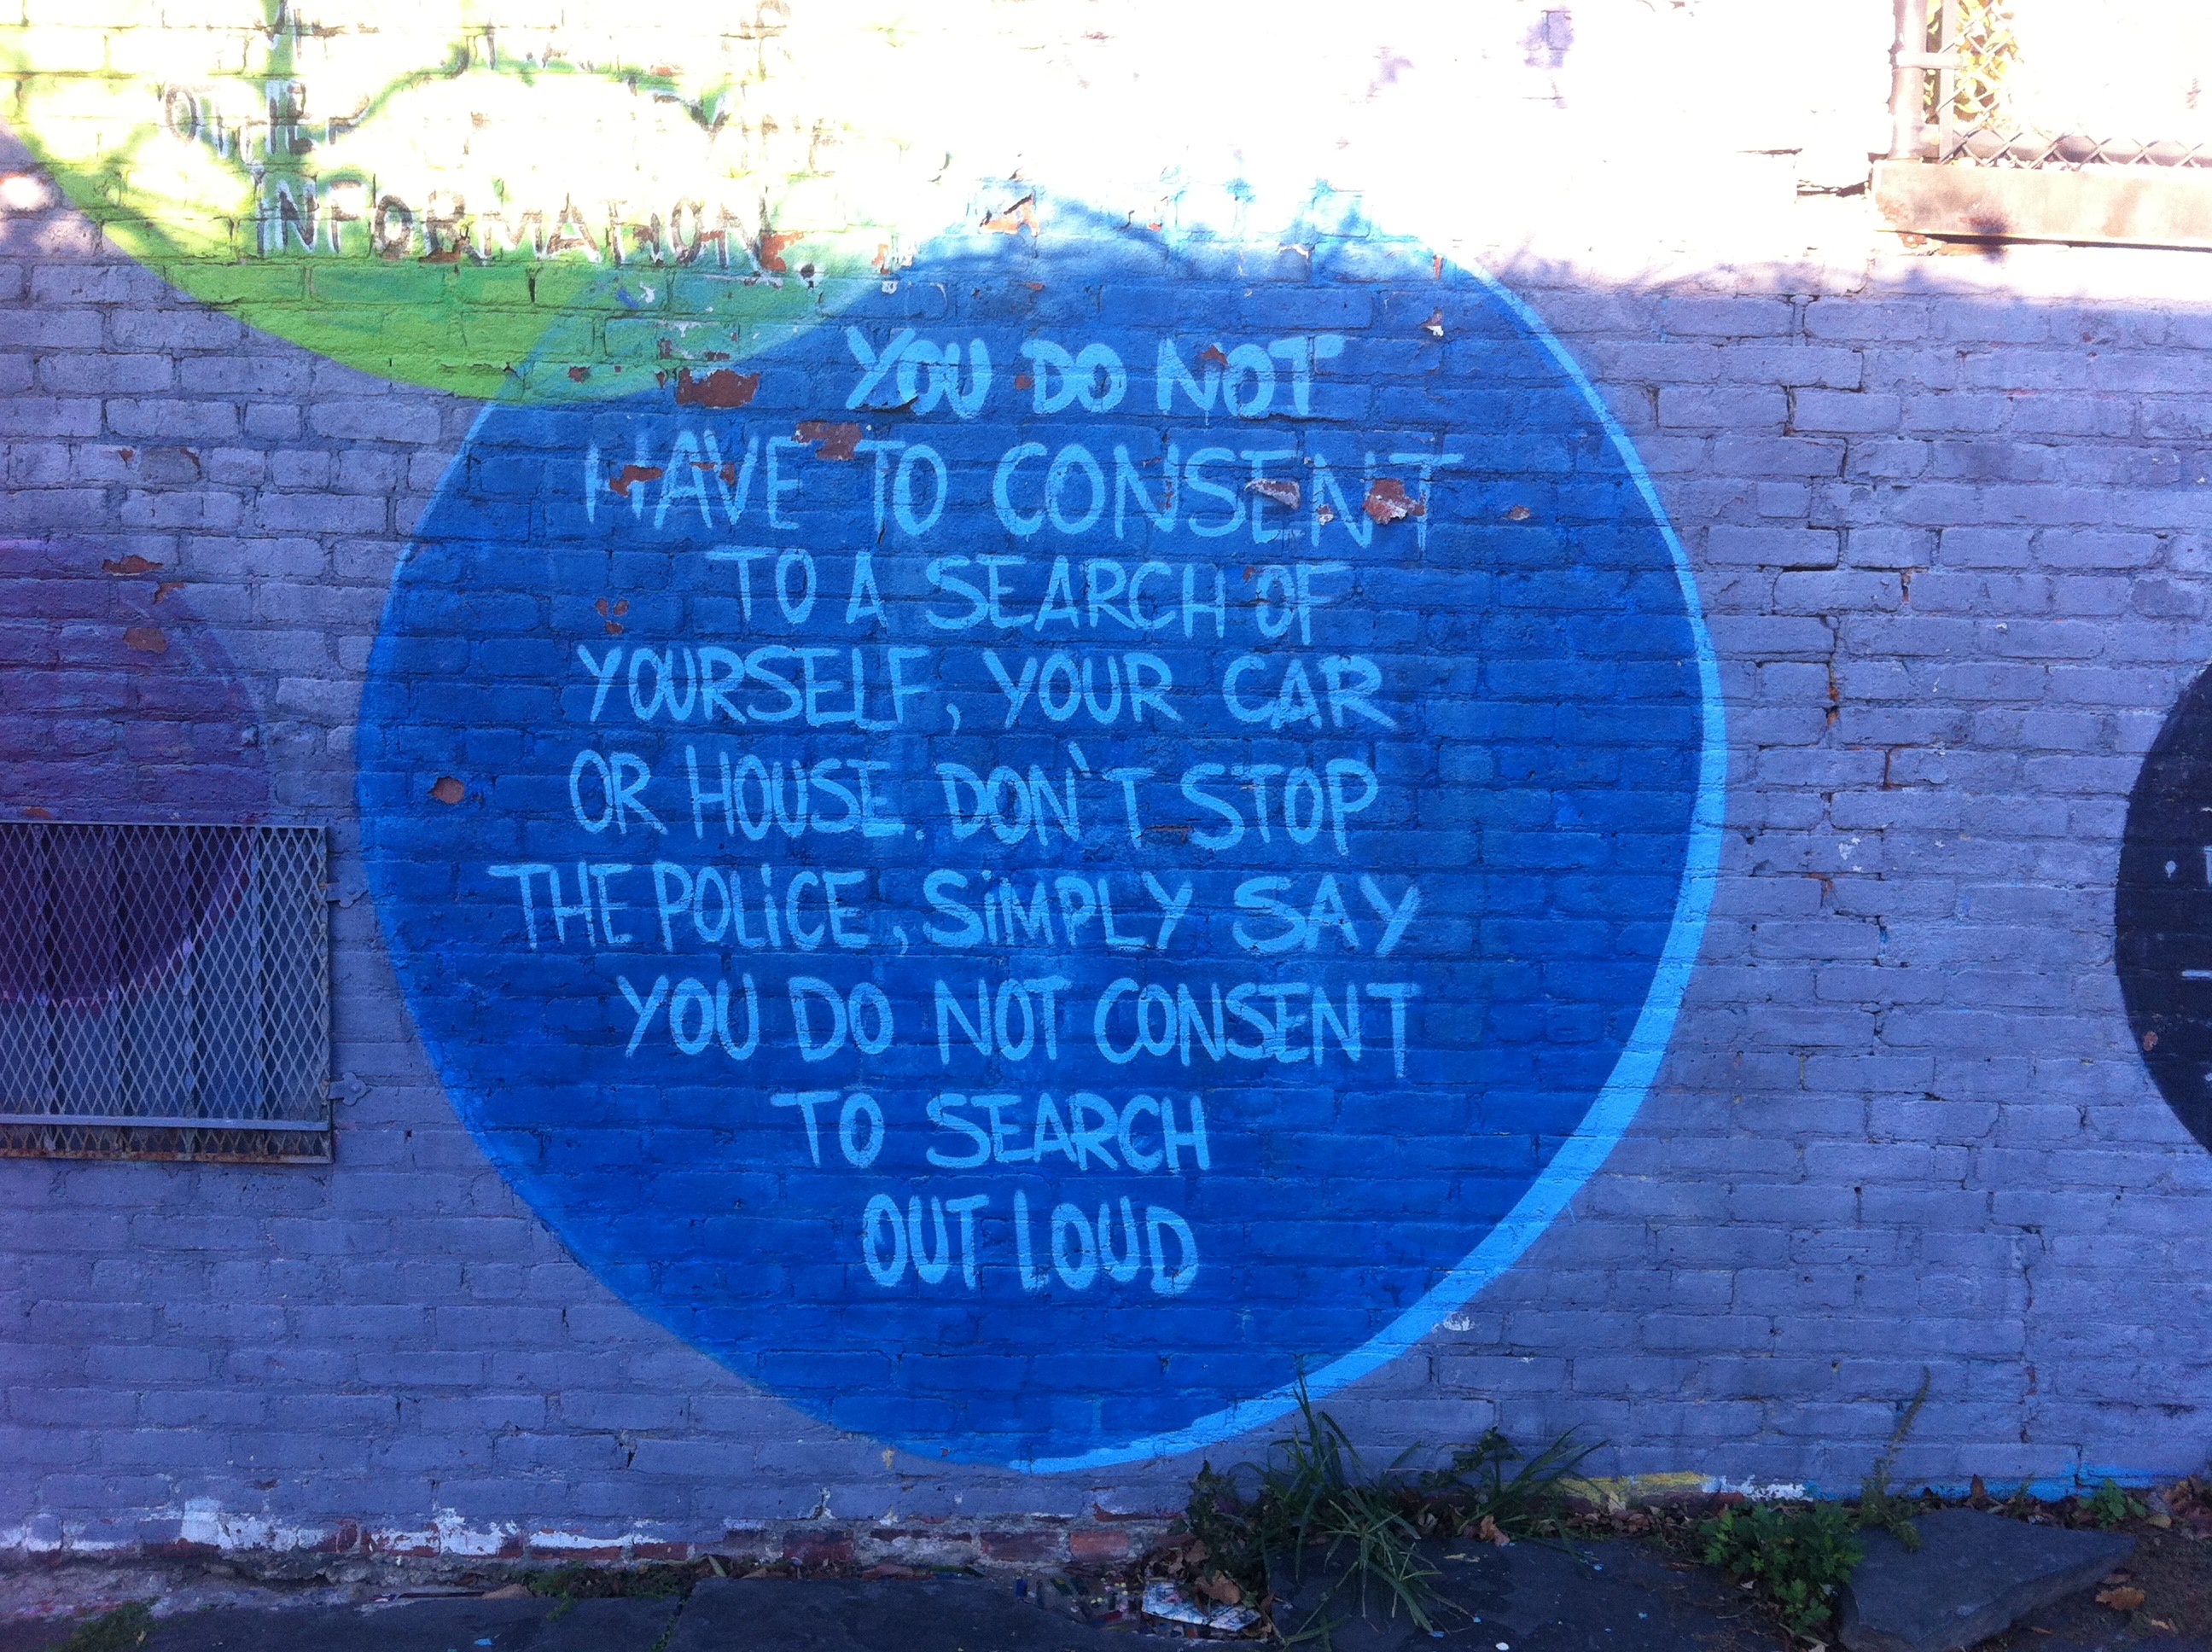 INFORMATION.
YOU DO NOT
HAVE TO CONSENT
TO A SEARCH OF
YOURSELF, YOUR CAR
OR HOUSE. DON'T STOP
THE POLiCE, SiMPLY SAY
YOU DO NOT CONSENT
TO SEARCH
OUT LOUD